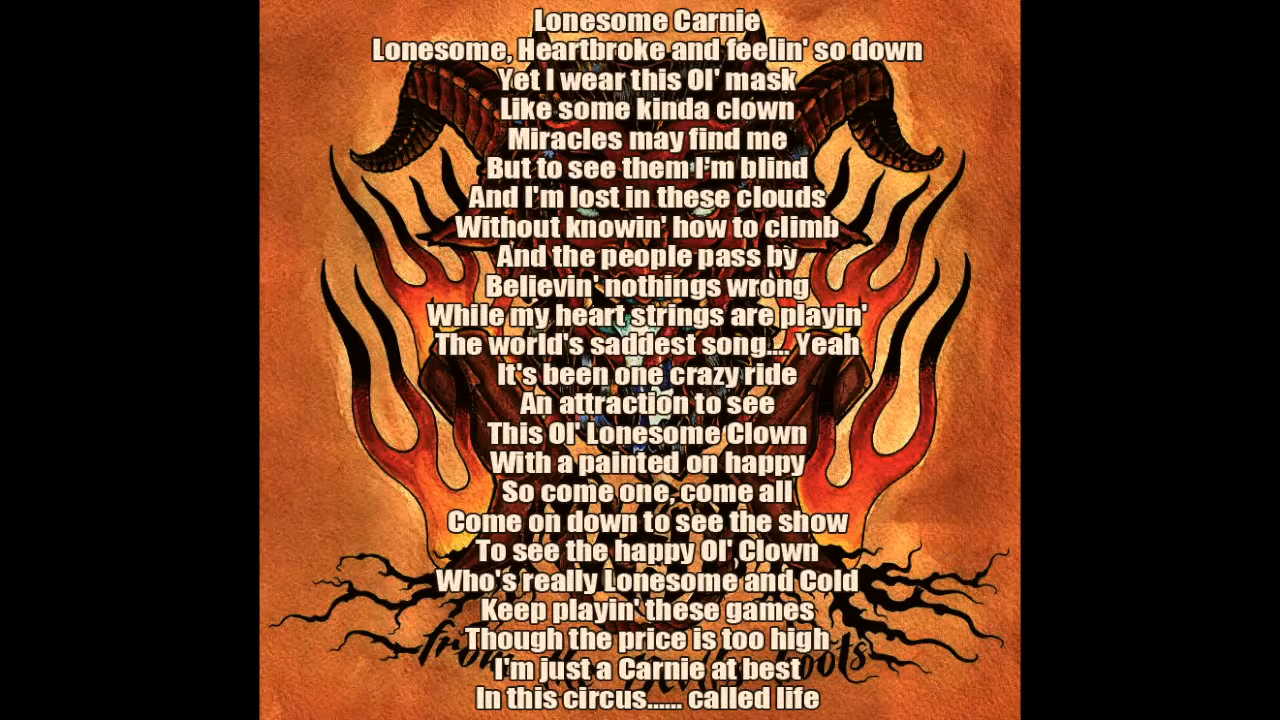 Lonesome Carnie
Lonesome, Heartbroke and feelin' so down
Yet I wear this Ol' mask
Like some kinda clown
Miracles may find me
But to see them I'm blind
And I'm lost in these clouds
Without knowin' how to climb
And the people pass by
Believin' nothings wrong
While my heart strings are playin'
The world's saddest song.... Yeah
It's been one crazy ride
An attraction to see
This Ol' Lonesome Clown
With a painted on happy
So come one, come all
Come on down to see the show
To see the happy Ol' Clown
Who's really Lonesome and Cold
Keep playin' these games
Though the price is too high
from the Devil's Roots
I'm just a Carnie at best
In this circus...... called life